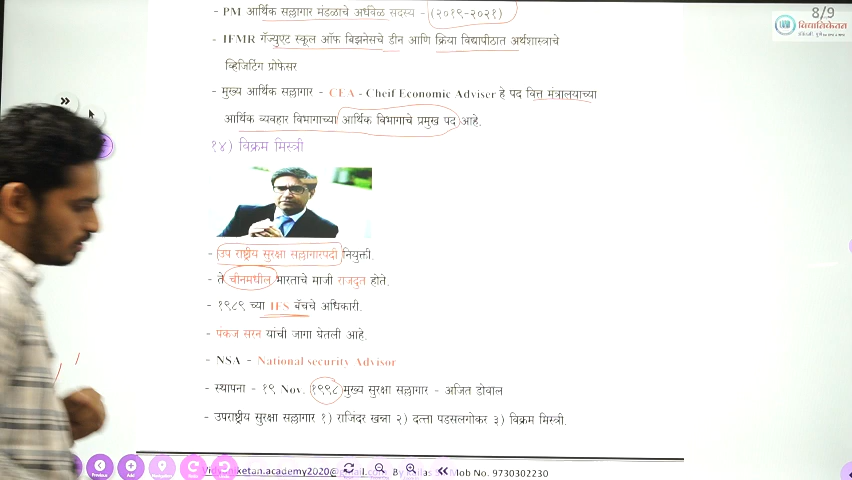 - PM आर्थिक सल्लागार मंडळाचे अर्धवेळ सदस्य - (२०१९-२०२१)
8/9
विद्यानिकेतन
- IFMR गॅज्युएट स्कूल ऑफ बिझनेसचे डीन आणि क्रिया विद्यापीठात अर्थशास्त्राचे
व्हिजिटिंग प्रोफेसर
- मुख्य आर्थिक सल्लागार - CEA - Cheif Economic Adviser हे पद वित्त मंत्रालयाच्या
आर्थिक व्यवहार विभागाच्या आर्थिक विभागाचे प्रमुख पद आहे.
१४) विक्रम मिस्त्री
- उप राष्ट्रीय सुरक्षा सल्लागारपदी नियुक्ती.
- ते चीनमधील भारताचे माजी राजदुत होते.
- १९८९ च्या IFS बॅचचे अधिकारी.
- पंकज सरन यांची जागा घेतली आहे.
- NSA - National security Advisor
- स्थापना - १९ Nov. १९९८ मुख्य सुरक्षा सल्लागार - अजित डोवाल
- उपराष्ट्रीय सुरक्षा सल्लागार १) राजिंदर खन्ना २) दत्ता पडसलगीकर ३) विक्रम मिस्त्री.
Previous
Add
Mob No. 9730302230